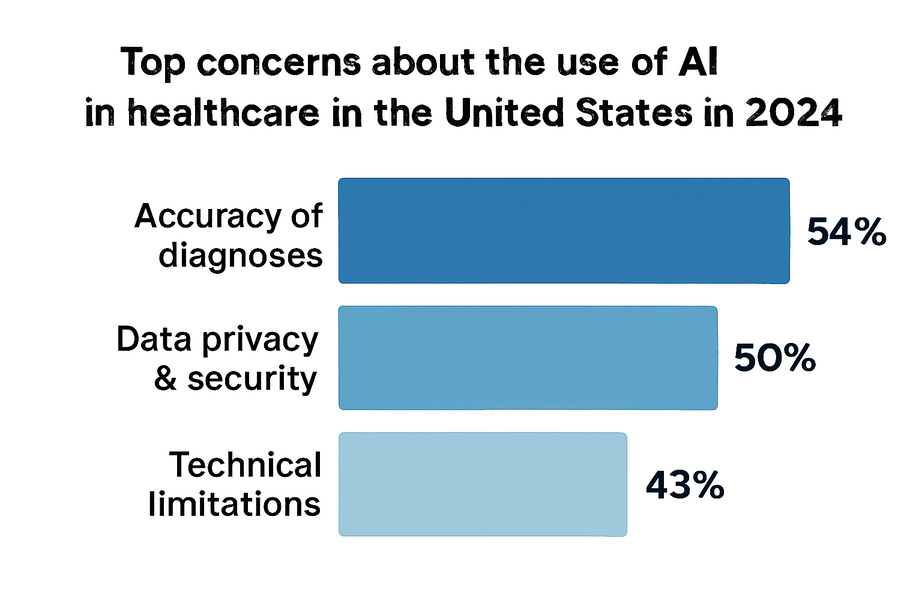 Top concerns about the use of AI
in healthcare in the United States in 2024
Accuracy of
diagnoses
54%
Data privacy
& security
50%
Technical
limitations
43%